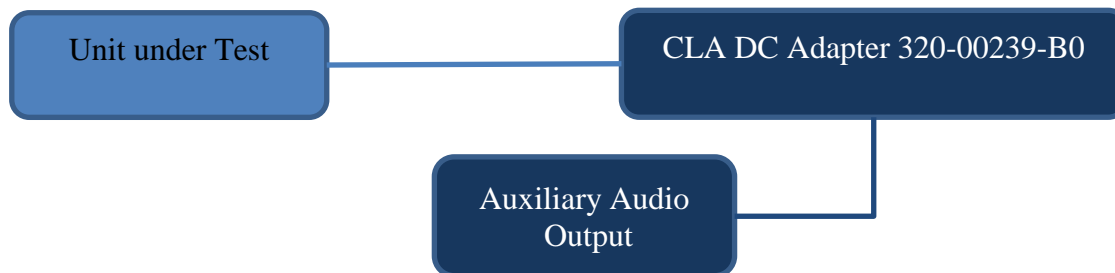 Unit under Test
CLA DC Adapter 320-00239-B0
Auxiliary Audio
Output